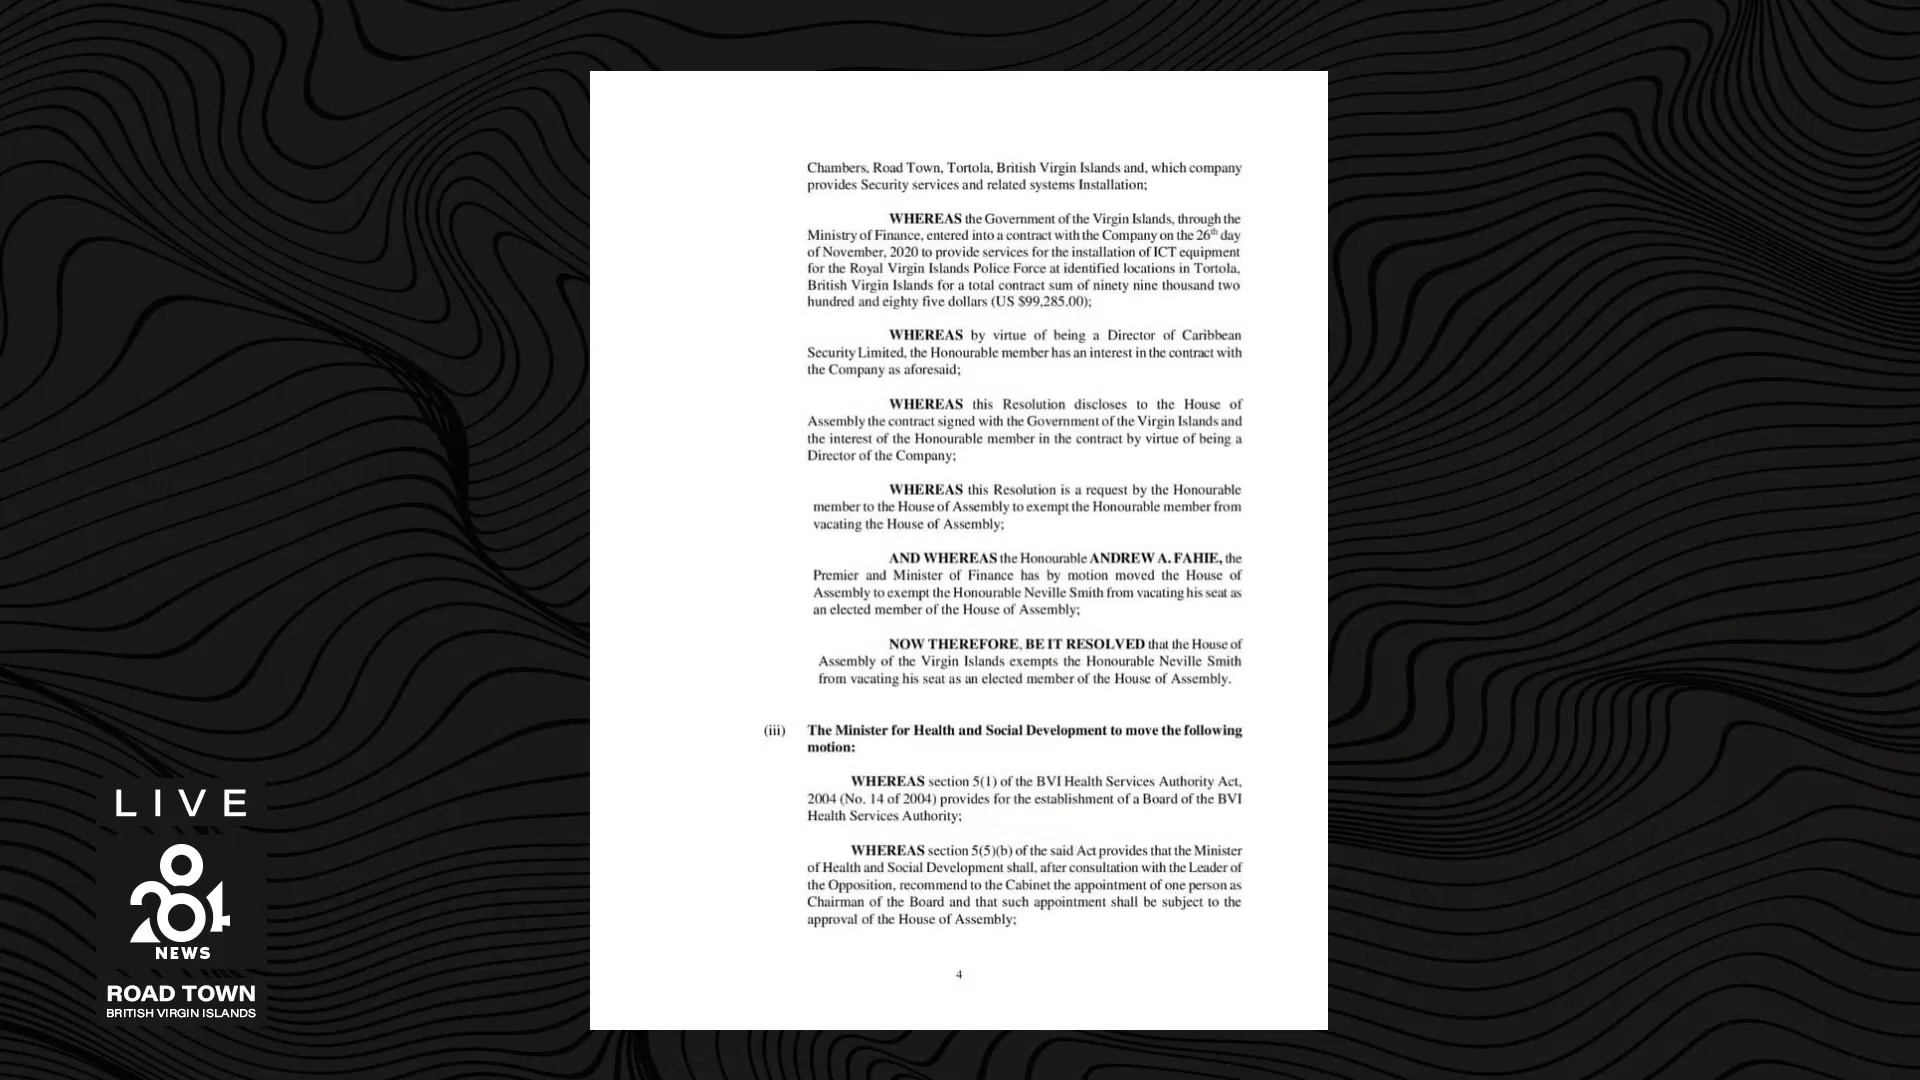 Chambers, Road Town, Tortola, British Virgin Islands and, which company
provides Security services and related systems Installation;
WHEREAS the Government of the Virgin Islands, through the
Ministry of Finance, entered into a contract with the Company on the 26th day
of November, 2020 to provide services for the installation of ICT equipment
for the Royal Virgin Islands Police Force at identified locations in Tortola,
British Virgin Islands for a total contract sum of ninety nine thousand two
hundred and eighty five dollars (US $99,285.00);
WHEREAS by virtue of being a Director of Caribbean
Security Limited, the Honourable member has an interest in the contract with
the Company as aforesaid;
WHEREAS this Resolution discloses to the House of
Assembly the contract signed with the Government of the Virgin Islands and
the interest of the Honourable member in the contract by virtue of being a
Director of the Company;
WHEREAS this Resolution is a request by the Honourable
member to the House of Assembly to exempt the Honourable member from
vacating the House of Assembly;
AND WHEREAS the Honourable ANDREW A. FAHIE, the
Premier and Minister of Finance has by motion moved the House of
Assembly to exempt the Honourable Neville Smith from vacating his seat as
an elected member of the House of Assembly;
NOW THEREFORE, BE IT RESOLVED that the House of
Assembly of the Virgin Islands exempts the Honourable Neville Smith
from vacating his seat as an elected member of the House of Assembly.
(iii) The Minister for Health and Social Development to move the following
motion:
WHEREAS section 5(1) of the BVI Health Services Authority Act,
2004 (No. 14 of 2004) provides for the establishment of a Board of the BVI
Health Services Authority;
WHEREAS section 5(5)(b) of the said Act provides that the Minister
of Health and Social Development shall, after consultation with the Leader of
the Opposition, recommend to the Cabinet the appointment of one person as
Chairman of the Board and that such appointment shall be subject to the
approval of the House of Assembly;
4
LIVE
284
NEWS
ROAD TOWN
BRITISH VIRGIN ISLANDS